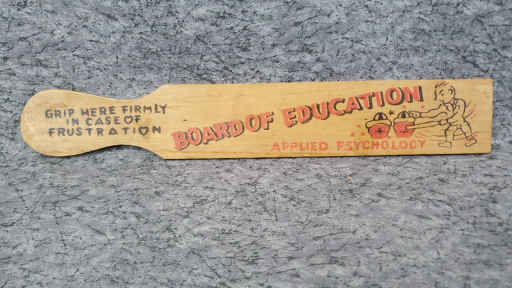 GRIP HERE FIRMLY
IN CASE OF
FRUSTRATION
BOARD OF EDUCATION
APPLIED PSYCHOLOGY